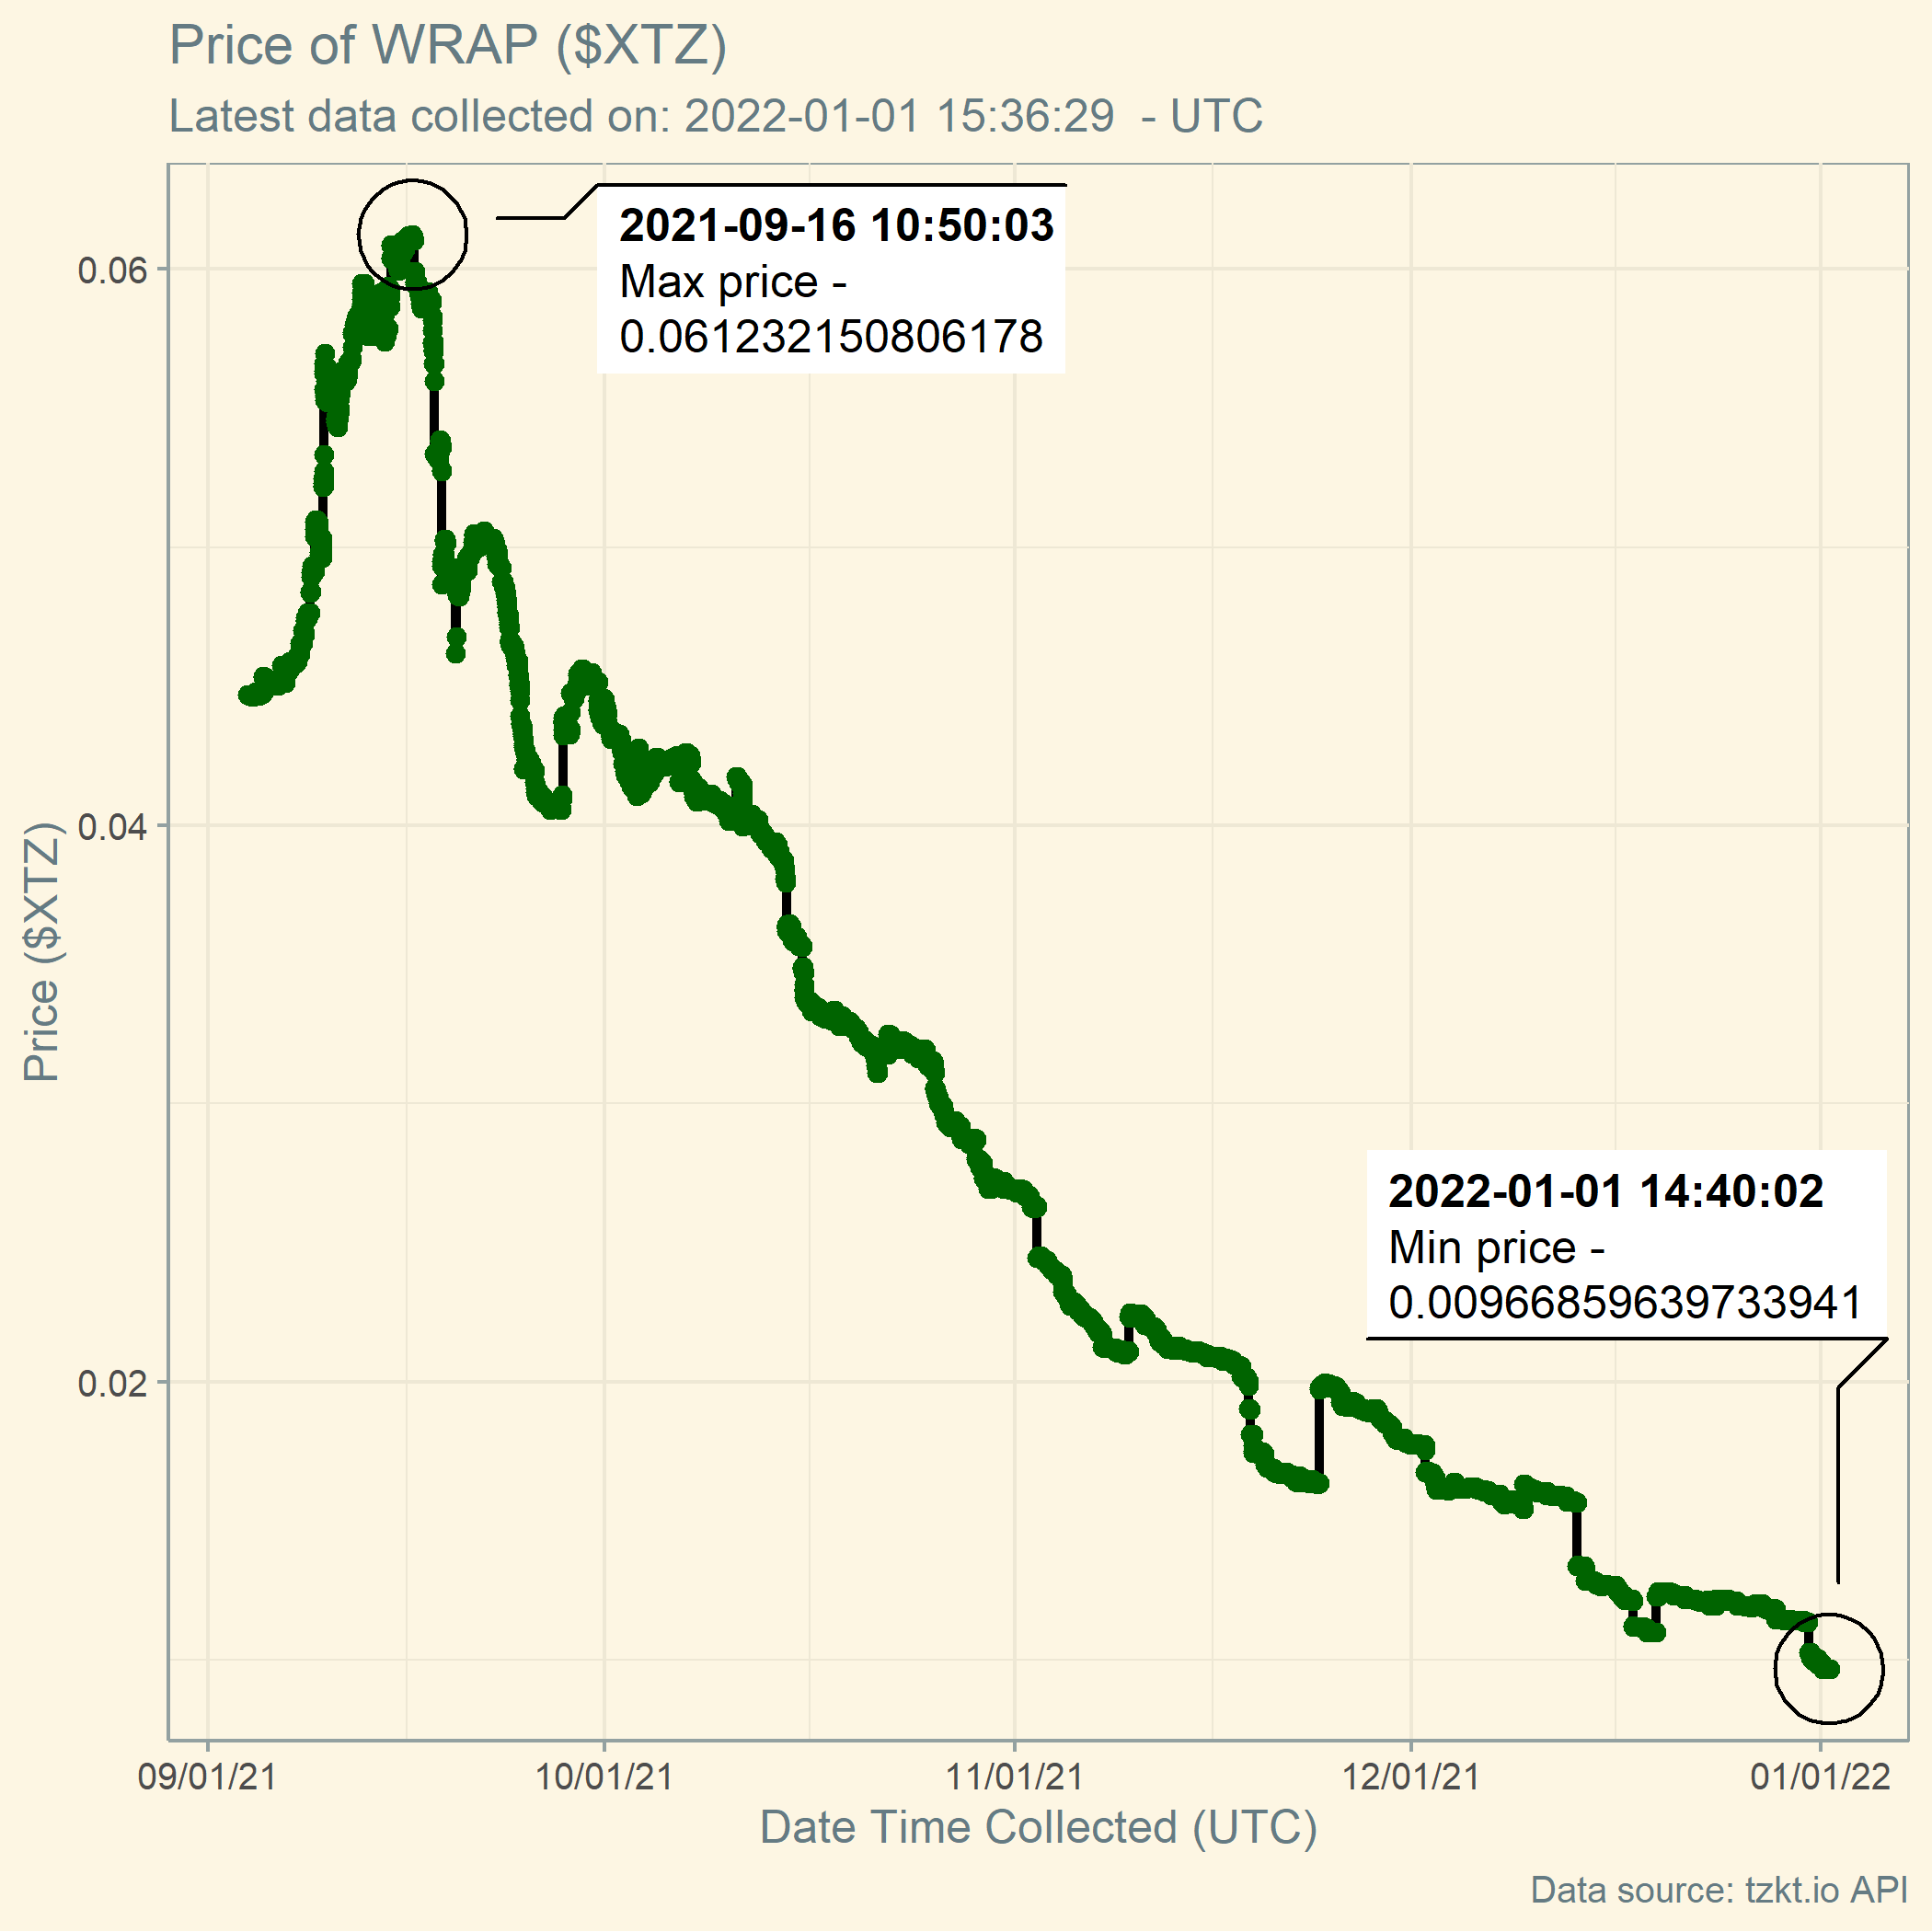 Price of WRAP ($XTZ)
Latest data collected on: 2022-01-01 15:36:29  - UTC
2021-09-16 10:50:03
Max price -
0.061232150806178
0.06
0.04
0.02
Price ($XTZ)
2022-01-01 14:40:02
Min price -
0.00966859639733941
09/01/21
10/01/21
11/01/21
12/01/21
01/01/22
Date Time Collected (UTC)
Data source: tzkt.io API